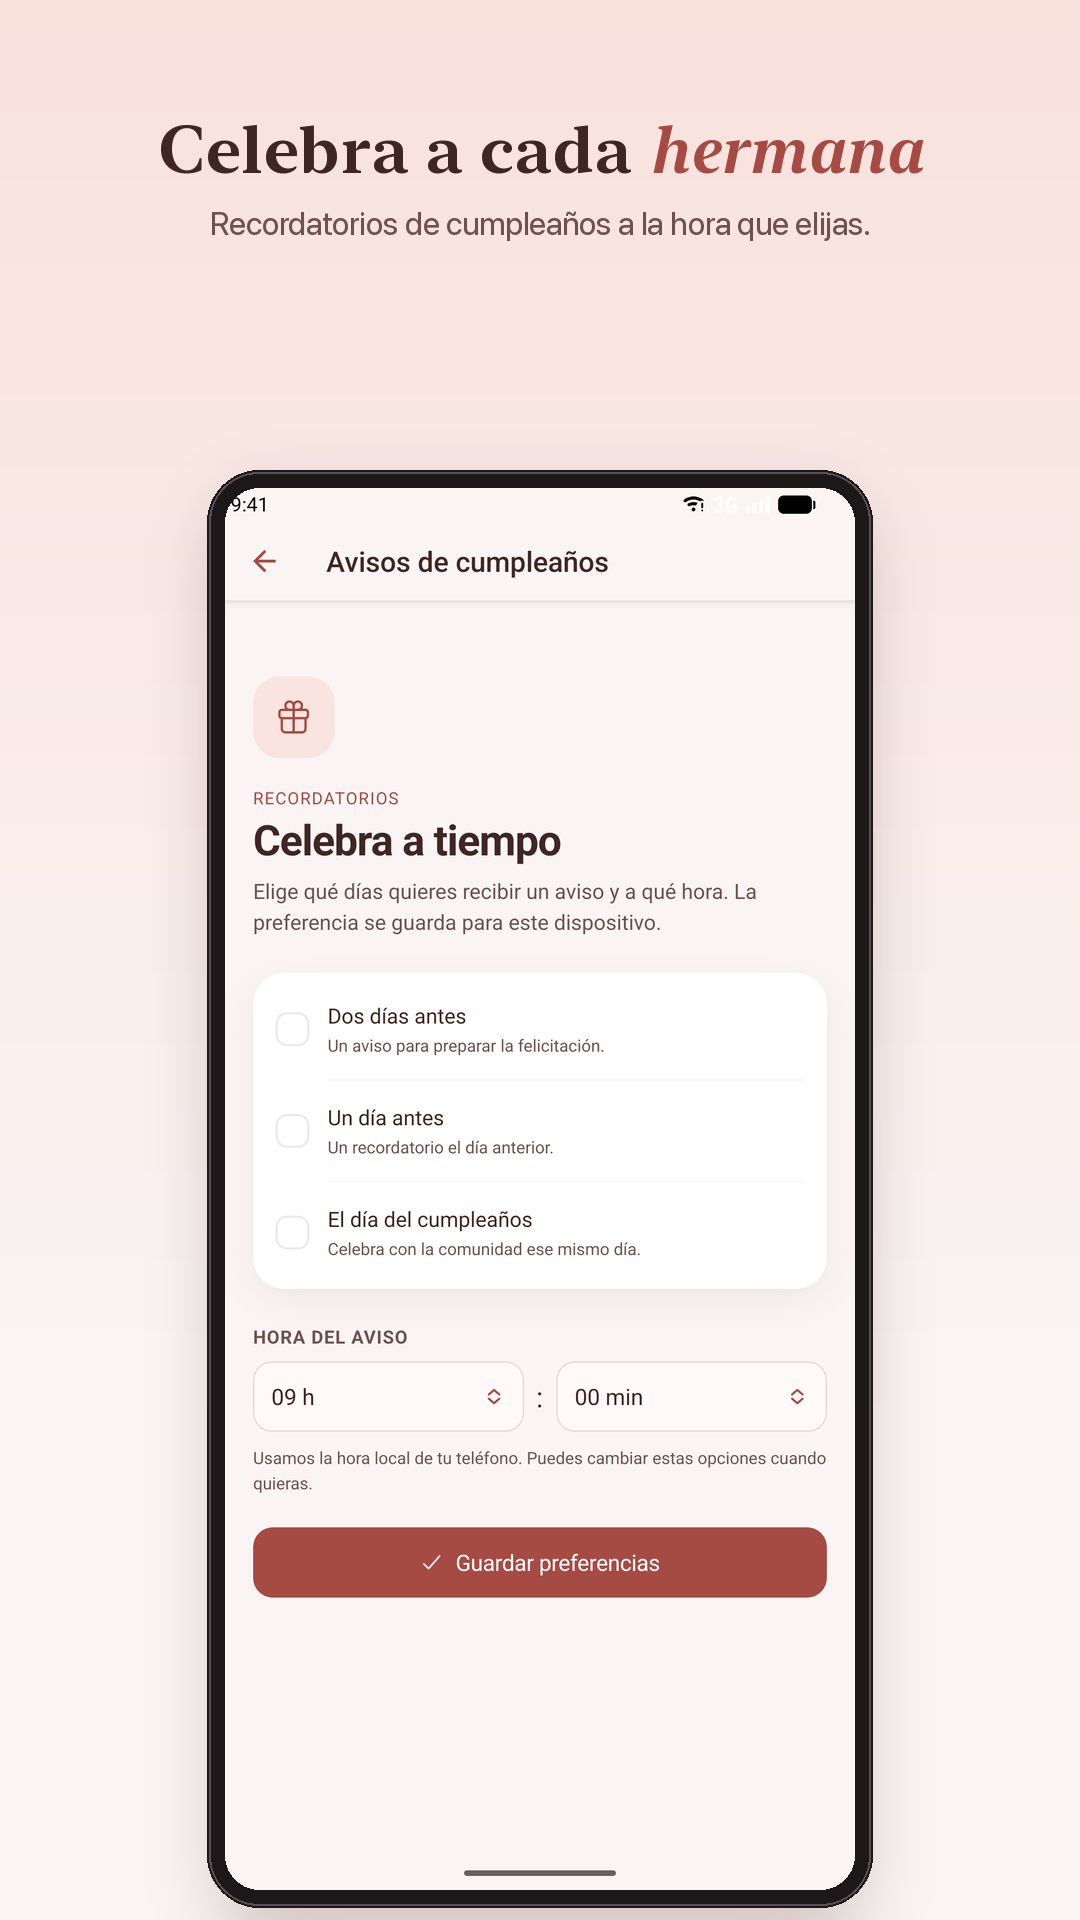 Celebra a cada hermana
Recordatorios de cumpleaños a la hora que elijas.
9:41
3G
Avisos de cumpleaños
RECORDATORIOS
Celebra a tiempo
Elige qué días quieres recibir un aviso y a qué hora. La
preferencia se guarda para este dispositivo.
Dos días antes
Un aviso para preparar la felicitación.
Un día antes
Un recordatorio el día anterior.
El día del cumpleaños
Celebra con la comunidad ese mismo día.
HORA DEL AVISO
09 h : 00 min
Usamos la hora local de tu teléfono. Puedes cambiar estas opciones cuando
quieras.
Guardar preferencias